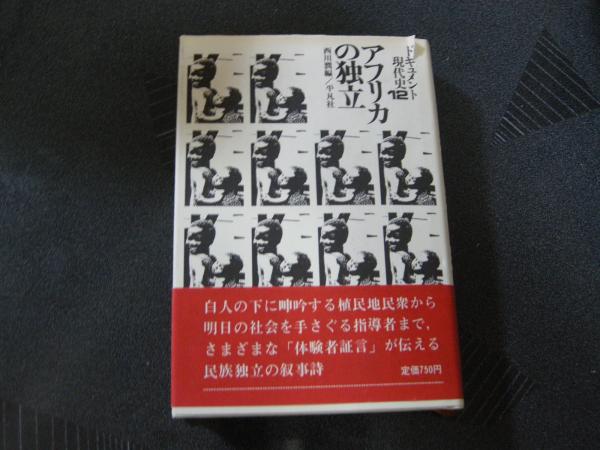 ドキュメント
現代史12
アフリカ
の独立
西川潤編/平凡社
白人の下に呻吟する植民地民衆から
明日の社会を手さぐる指導者まで,
さまざまな「体験者証言」が伝える
民族独立の叙事詩
定価750円